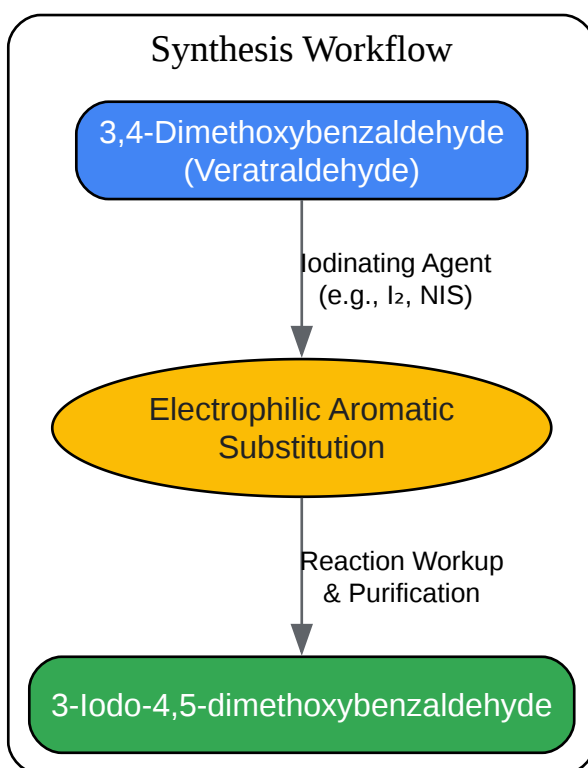 Synthesis Workflow
3,4-Dimethoxybenzaldehyde
(Veratraldehyde)
Iodinating Agent
(e.g., I₂, NIS)
Electrophilic Aromatic
Substitution
Reaction Workup
& Purification
3-Iodo-4,5-dimethoxybenzaldehyde